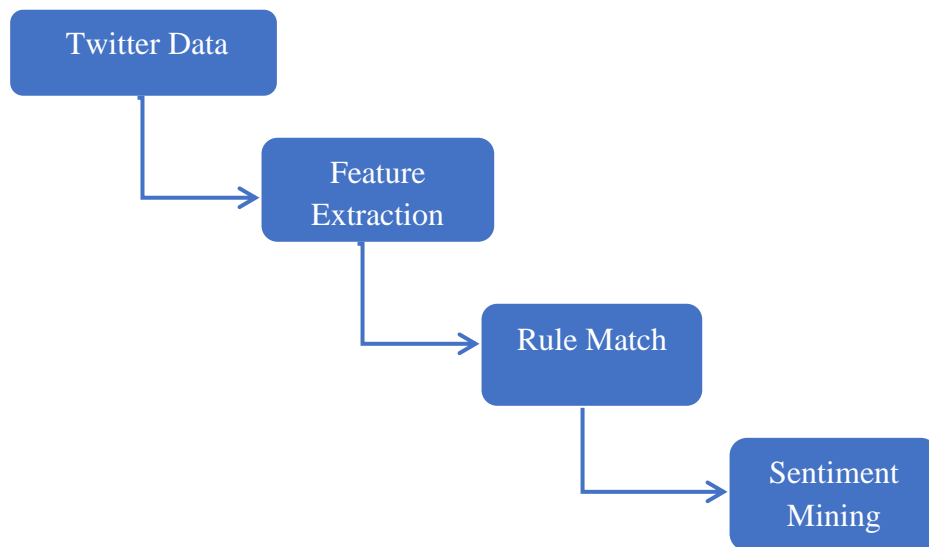 Twitter Data
Feature
Extraction
Rule Match
Sentiment
Mining